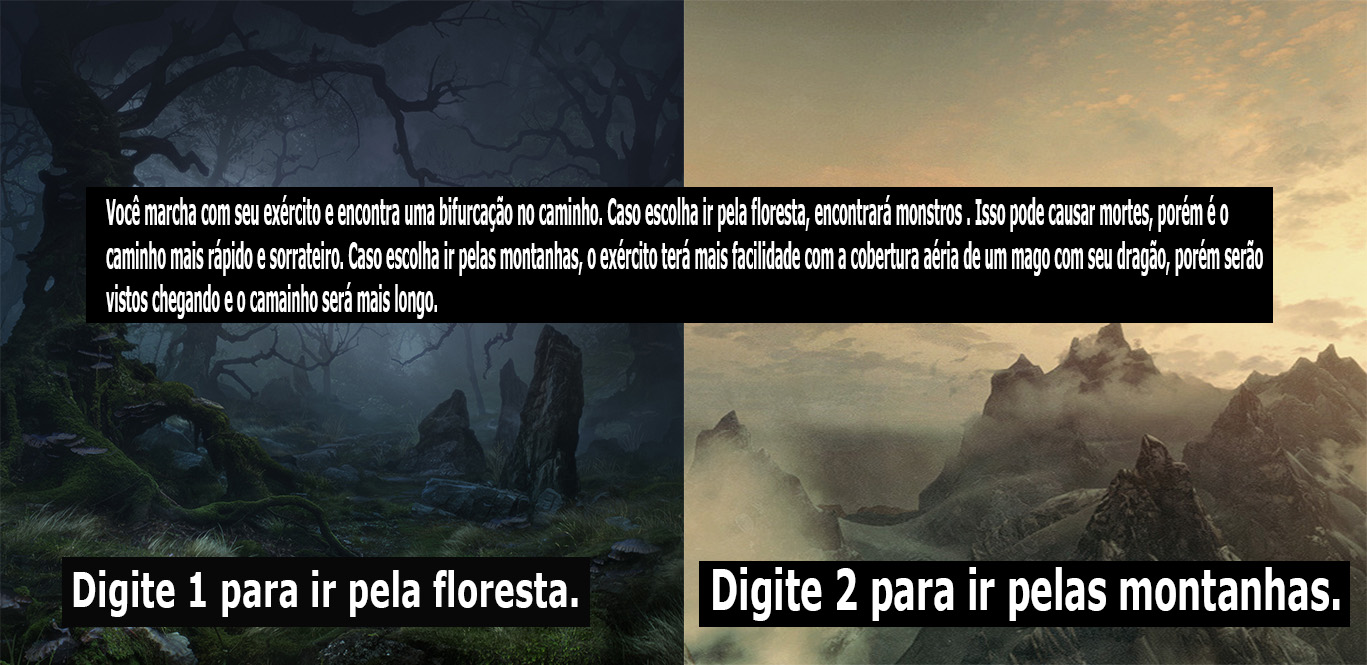 Você marcha com seu exército e encontra uma bifurcação no caminho. Caso escolha ir pela floresta, encontrará monstros . Isso pode causar mortes, porém é o
caminho mais rápido e sorrateiro. Caso escolha ir pelas montanhas, o exército terá mais facilidade com a cobertura aéria de um mago com seu dragão, porém serão
vistos chegando e o camainho será mais longo.
Digite 1 para ir pela floresta.
Digite 2 para ir pelas montanhas.